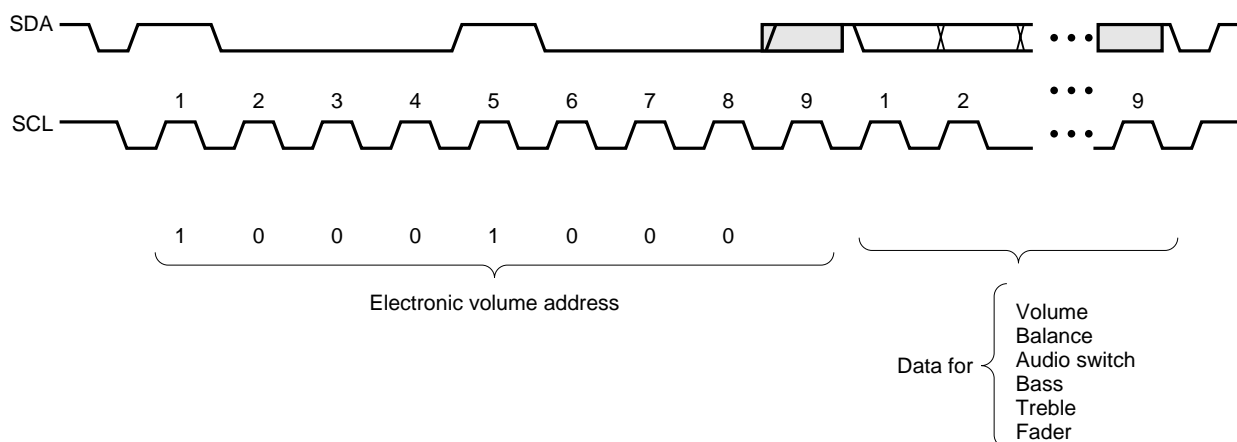 SDA
1 2 3 4 5 6 7 8 9 1 2 9
SCL
1 0 0 0 1 0 0 0
Electronic volume address
Data for
Volume
Balance
Audio switch
Bass
Treble
Fader